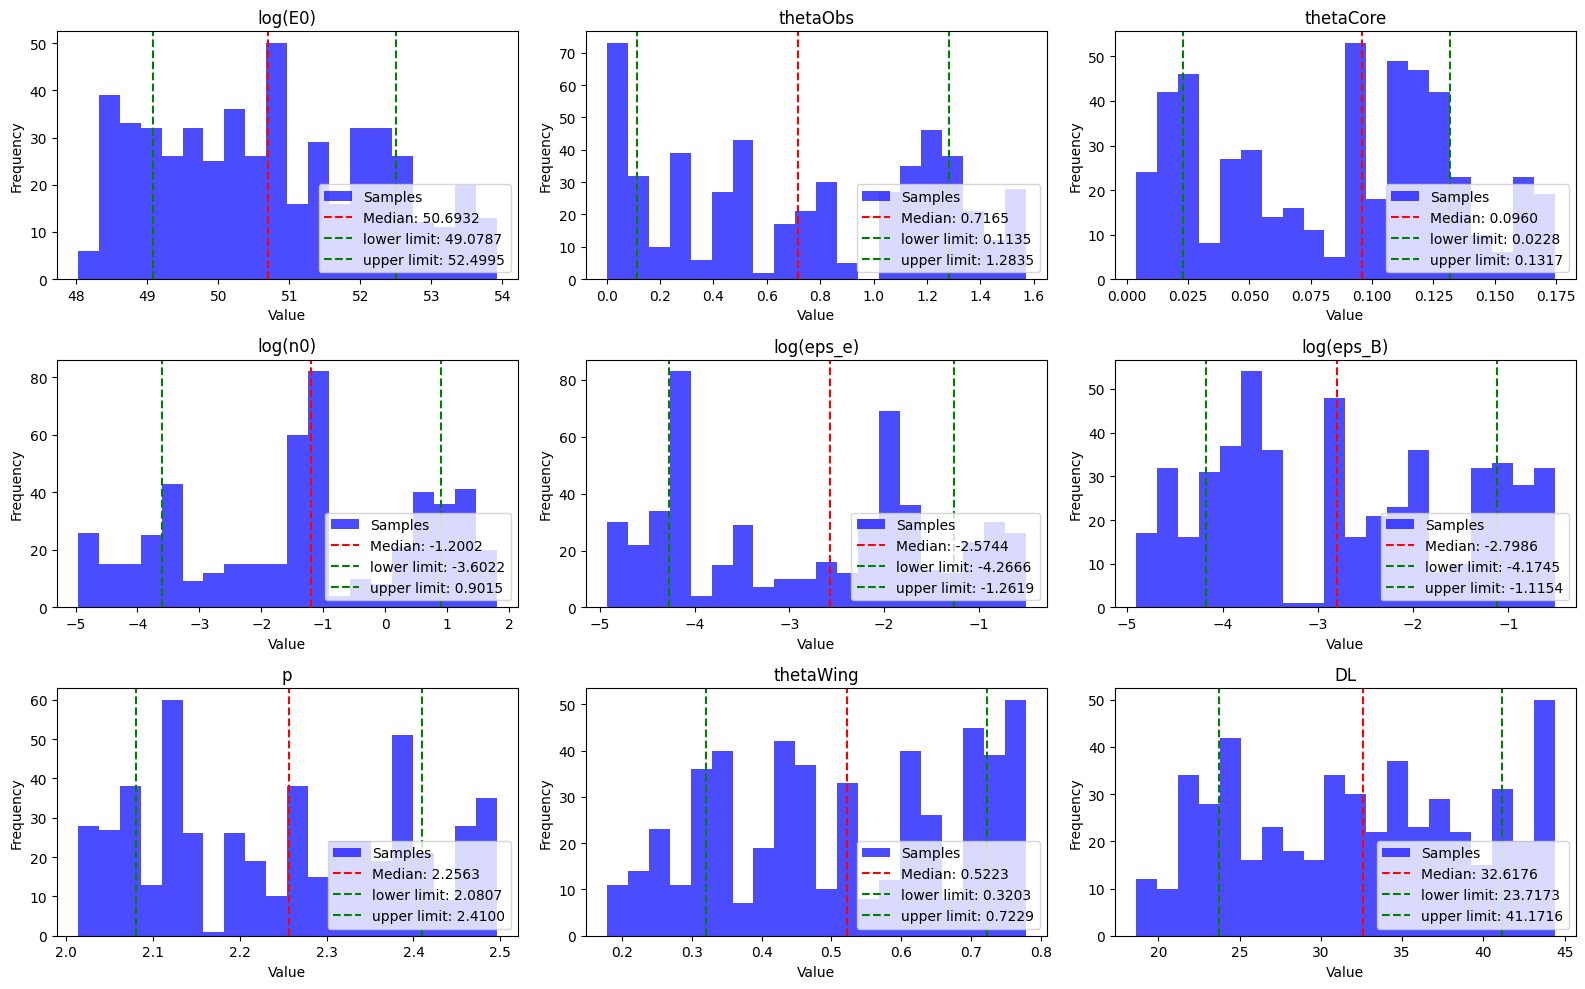 log(E0)
Frequency
50
40
30
20
10
0
Samples
Median: 50.6932
lower limit: 49.0787
upper limit: 52.4995
48 49 50 51 52 53 54
Value
thetaObs
Frequency
70
60
50
40
30
20
10
0
Samples
Median: 0.7165
lower limit: 0.1135
upper limit: 1.2835
0.0 0.2 0.4 0.6 0.8 1.0 1.2 1.4 1.6
Value
thetaCore
Frequency
50
40
30
20
10
0
Samples
Median: 0.0960
lower limit: 0.0228
upper limit: 0.1317
0.000 0.025 0.050 0.075 0.100 0.125 0.150 0.175
Value
log(n0)
Frequency
80
60
40
20
0
Samples
Median: -1.2002
lower limit: -3.6022
upper limit: 0.9015
−5 −4 −3 −2 −1 0 1 2
Value
log(eps_e)
Frequency
80
60
40
20
0
Samples
Median: -2.5744
lower limit: -4.2666
upper limit: -1.2619
−5 −4 −3 −2 −1
Value
log(eps_B)
Frequency
50
40
30
20
10
0
Samples
Median: -2.7986
lower limit: -4.1745
upper limit: -1.1154
−5 −4 −3 −2 −1
Value
p
Frequency
60
50
40
30
20
10
0
Samples
Median: 2.2563
lower limit: 2.0807
upper limit: 2.4100
2.0 2.1 2.2 2.3 2.4 2.5
Value
thetaWing
Frequency
50
40
30
20
10
0
Samples
Median: 0.5223
lower limit: 0.3203
upper limit: 0.7229
0.2 0.3 0.4 0.5 0.6 0.7 0.8
Value
DL
Frequency
50
40
30
20
10
0
Samples
Median: 32.6176
lower limit: 23.7173
upper limit: 41.1716
20 25 30 35 40 45
Value